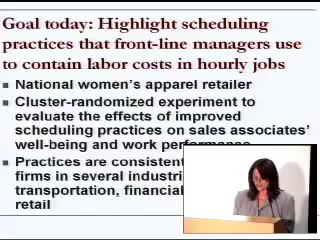 Goal today: Highlight scheduling
practices that front-line managers use
to contain labor costs in hourly jobs
National women's apparel retailer
Cluster-randomized experiment to
evaluate the effects of improved
scheduling practices on sales associates'
well-being and work performance
Practices are consistent
firms in several industri
transportation, financial
retail